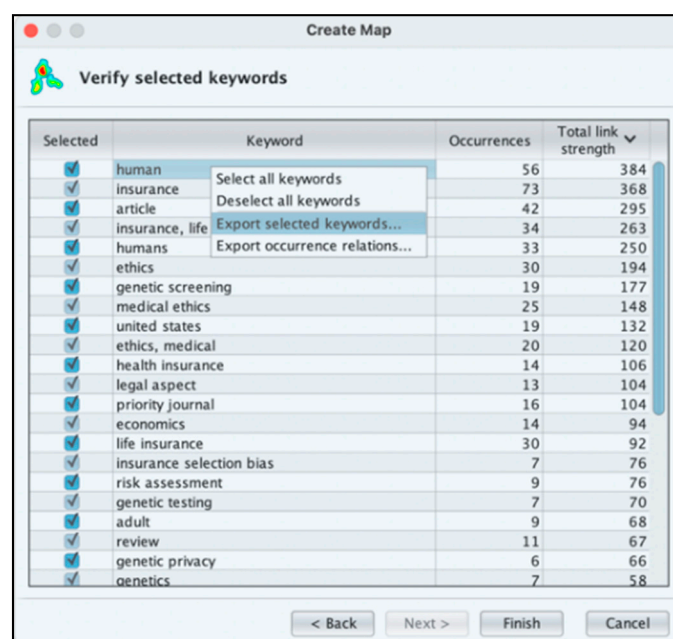 Create Map
Verify selected keywords
Selected Keyword Occurrences Total link strength
human 56 384
insurance 73 368
article 42 295
insurance, life 34 263
humans 33 250
ethics 30 194
genetic screening 19 177
medical ethics 25 148
united states 19 132
ethics, medical 20 120
health insurance 14 106
legal aspect 13 104
priority journal 16 104
economics 14 94
life insurance 30 92
insurance selection bias 7 76
risk assessment 9 76
genetic testing 7 70
adult 9 68
review 11 67
genetic privacy 6 66
genetics 7 58
Select all keywords
Deselect all keywords
Export selected keywords...
Export occurrence relations...
< Back Next > Finish Cancel